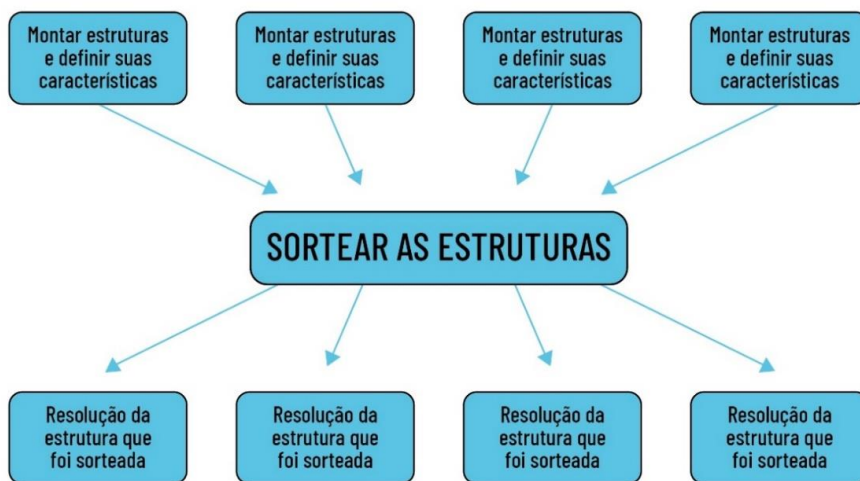 Montar estruturas
e definir suas
características
Montar estruturas
e definir suas
características
Montar estruturas
e definir suas
características
Montar estruturas
e definir suas
características
SORTEAR AS ESTRUTURAS
Resolução da
estrutura que
foi sorteada
Resolução da
estrutura que
foi sorteada
Resolução da
estrutura que
foi sorteada
Resolução da
estrutura que
foi sorteada